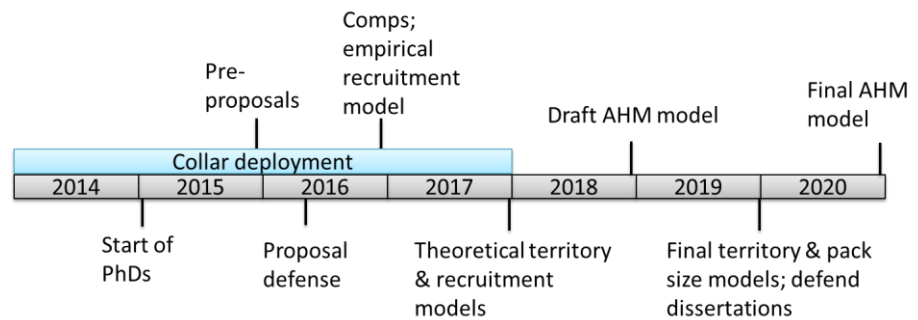 Comps;
empirical
recruitment
model
Pre-
proposals
Final AHM
model
Draft AHM model
Collar deployment
2014 2015 2016 2017 2018 2019 2020
Start of
PhDs
Proposal
defense
Theoretical territory
& recruitment
models
Final territory & pack
size models; defend
dissertations